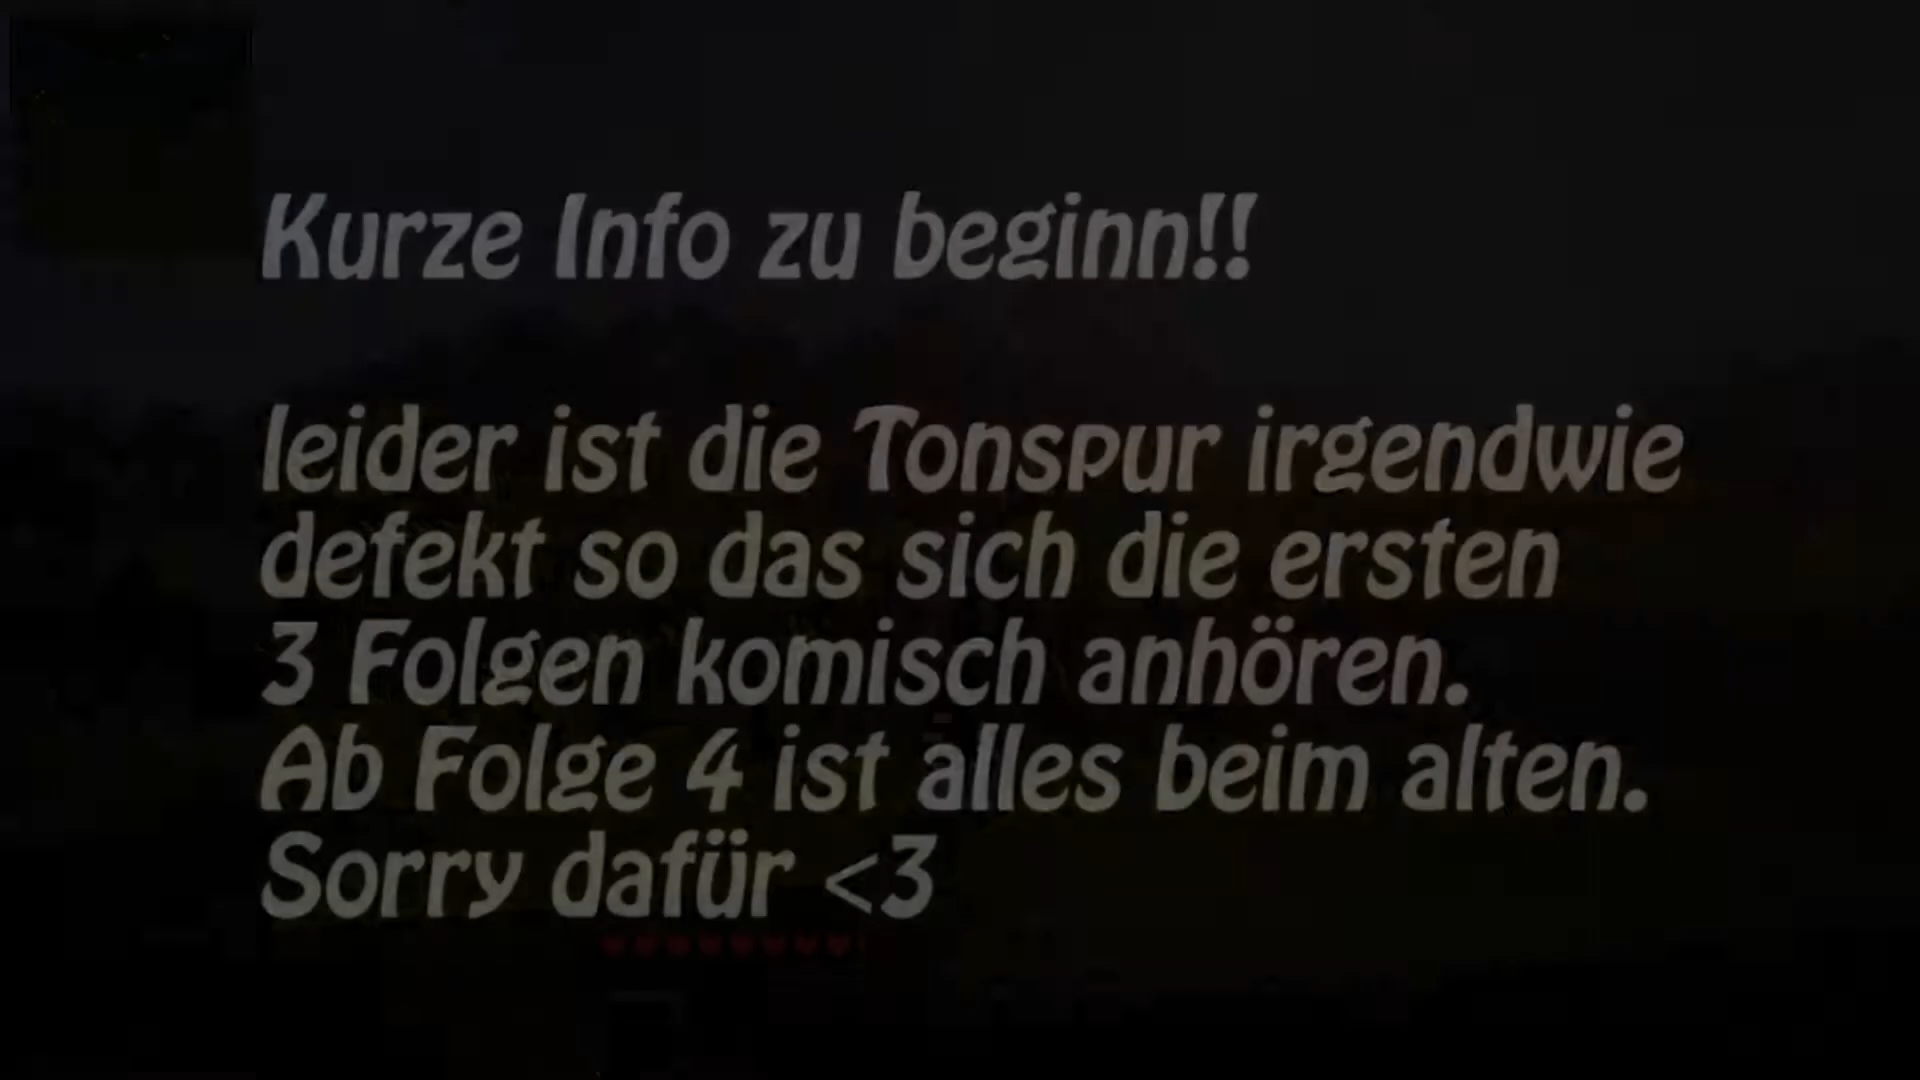 Kurze Info zu beginn!!
leider ist die Tonspur irgendwie
defekt so das sich die ersten
3 Folgen komisch anhören.
Ab Folge 4 ist alles beim alten.
Sorry dafür <3